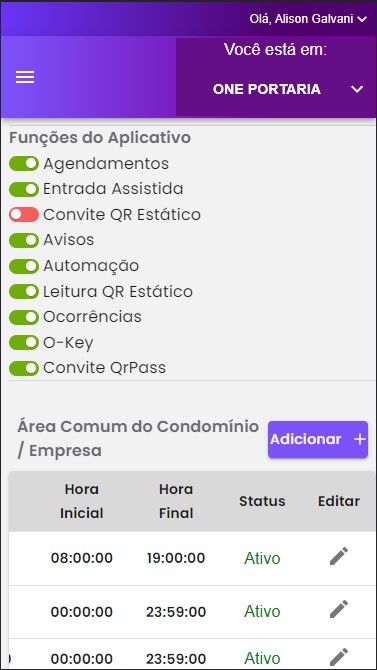 Olá, Alison Galvani
Você está em:
ONE PORTARIA
Funções do Aplicativo
Agendamentos
Entrada Assistida
Convite QR Estático
Avisos
Automação
Leitura QR Estático
Ocorrências
O-Key
Convite QrPass
Área Comum do Condomínio
/ Empresa
Adicionar +
Hora Inicial Hora Final Status Editar
08:00:00 19:00:00 Ativo
00:00:00 23:59:00 Ativo
00:00:00 23:59:00 Ativo